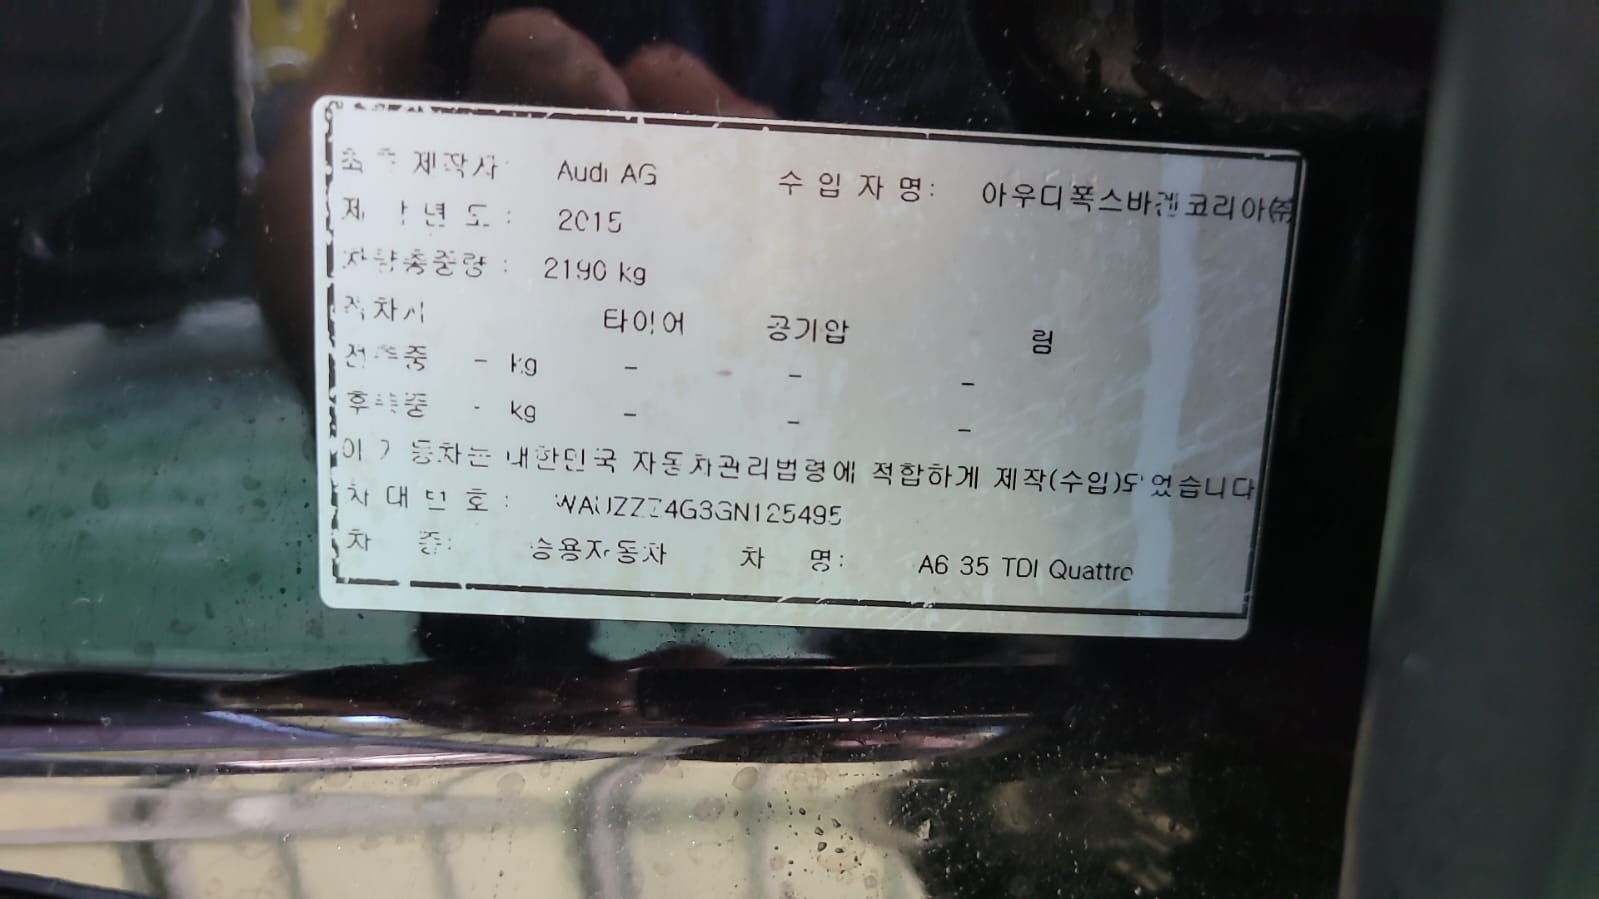 최종 제작사: Audi AG 수 입 자 명: 아우디폭스바겐코리아㈜
제 작 년 도: 2015
차량총중량: 2190 kg
적차시 타이어 공기압 림
전축중 - kg - - -
후축중 - kg - - -
이 자동차는 대한민국 자동차관리법령에 적합하게 제작(수입)되었습니다
차 대 번 호: WAUZZZ4G3GN125495
차 종: 승용자동차 차 명: A6 35 TDI Quattro